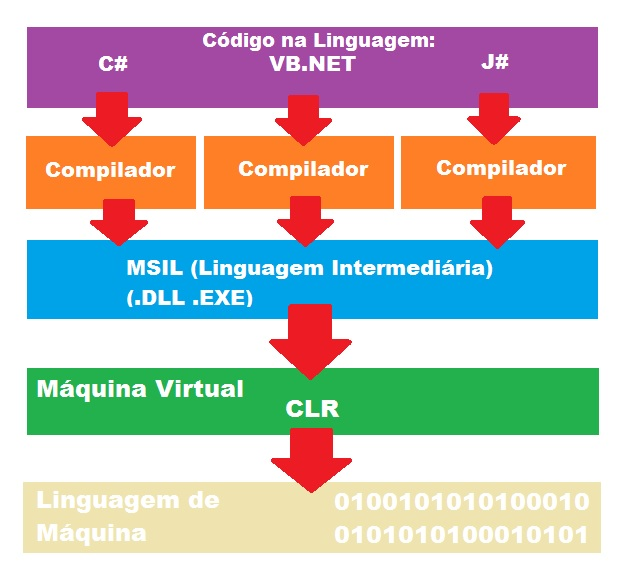 Código na Linguagem:
C# VB.NET J#
Compilador Compilador Compilador
MSIL (Linguagem Intermediária)
(.DLL .EXE)
Máquina Virtual
CLR
Linguagem de 0100101010100010
Máquina 0101010100010101